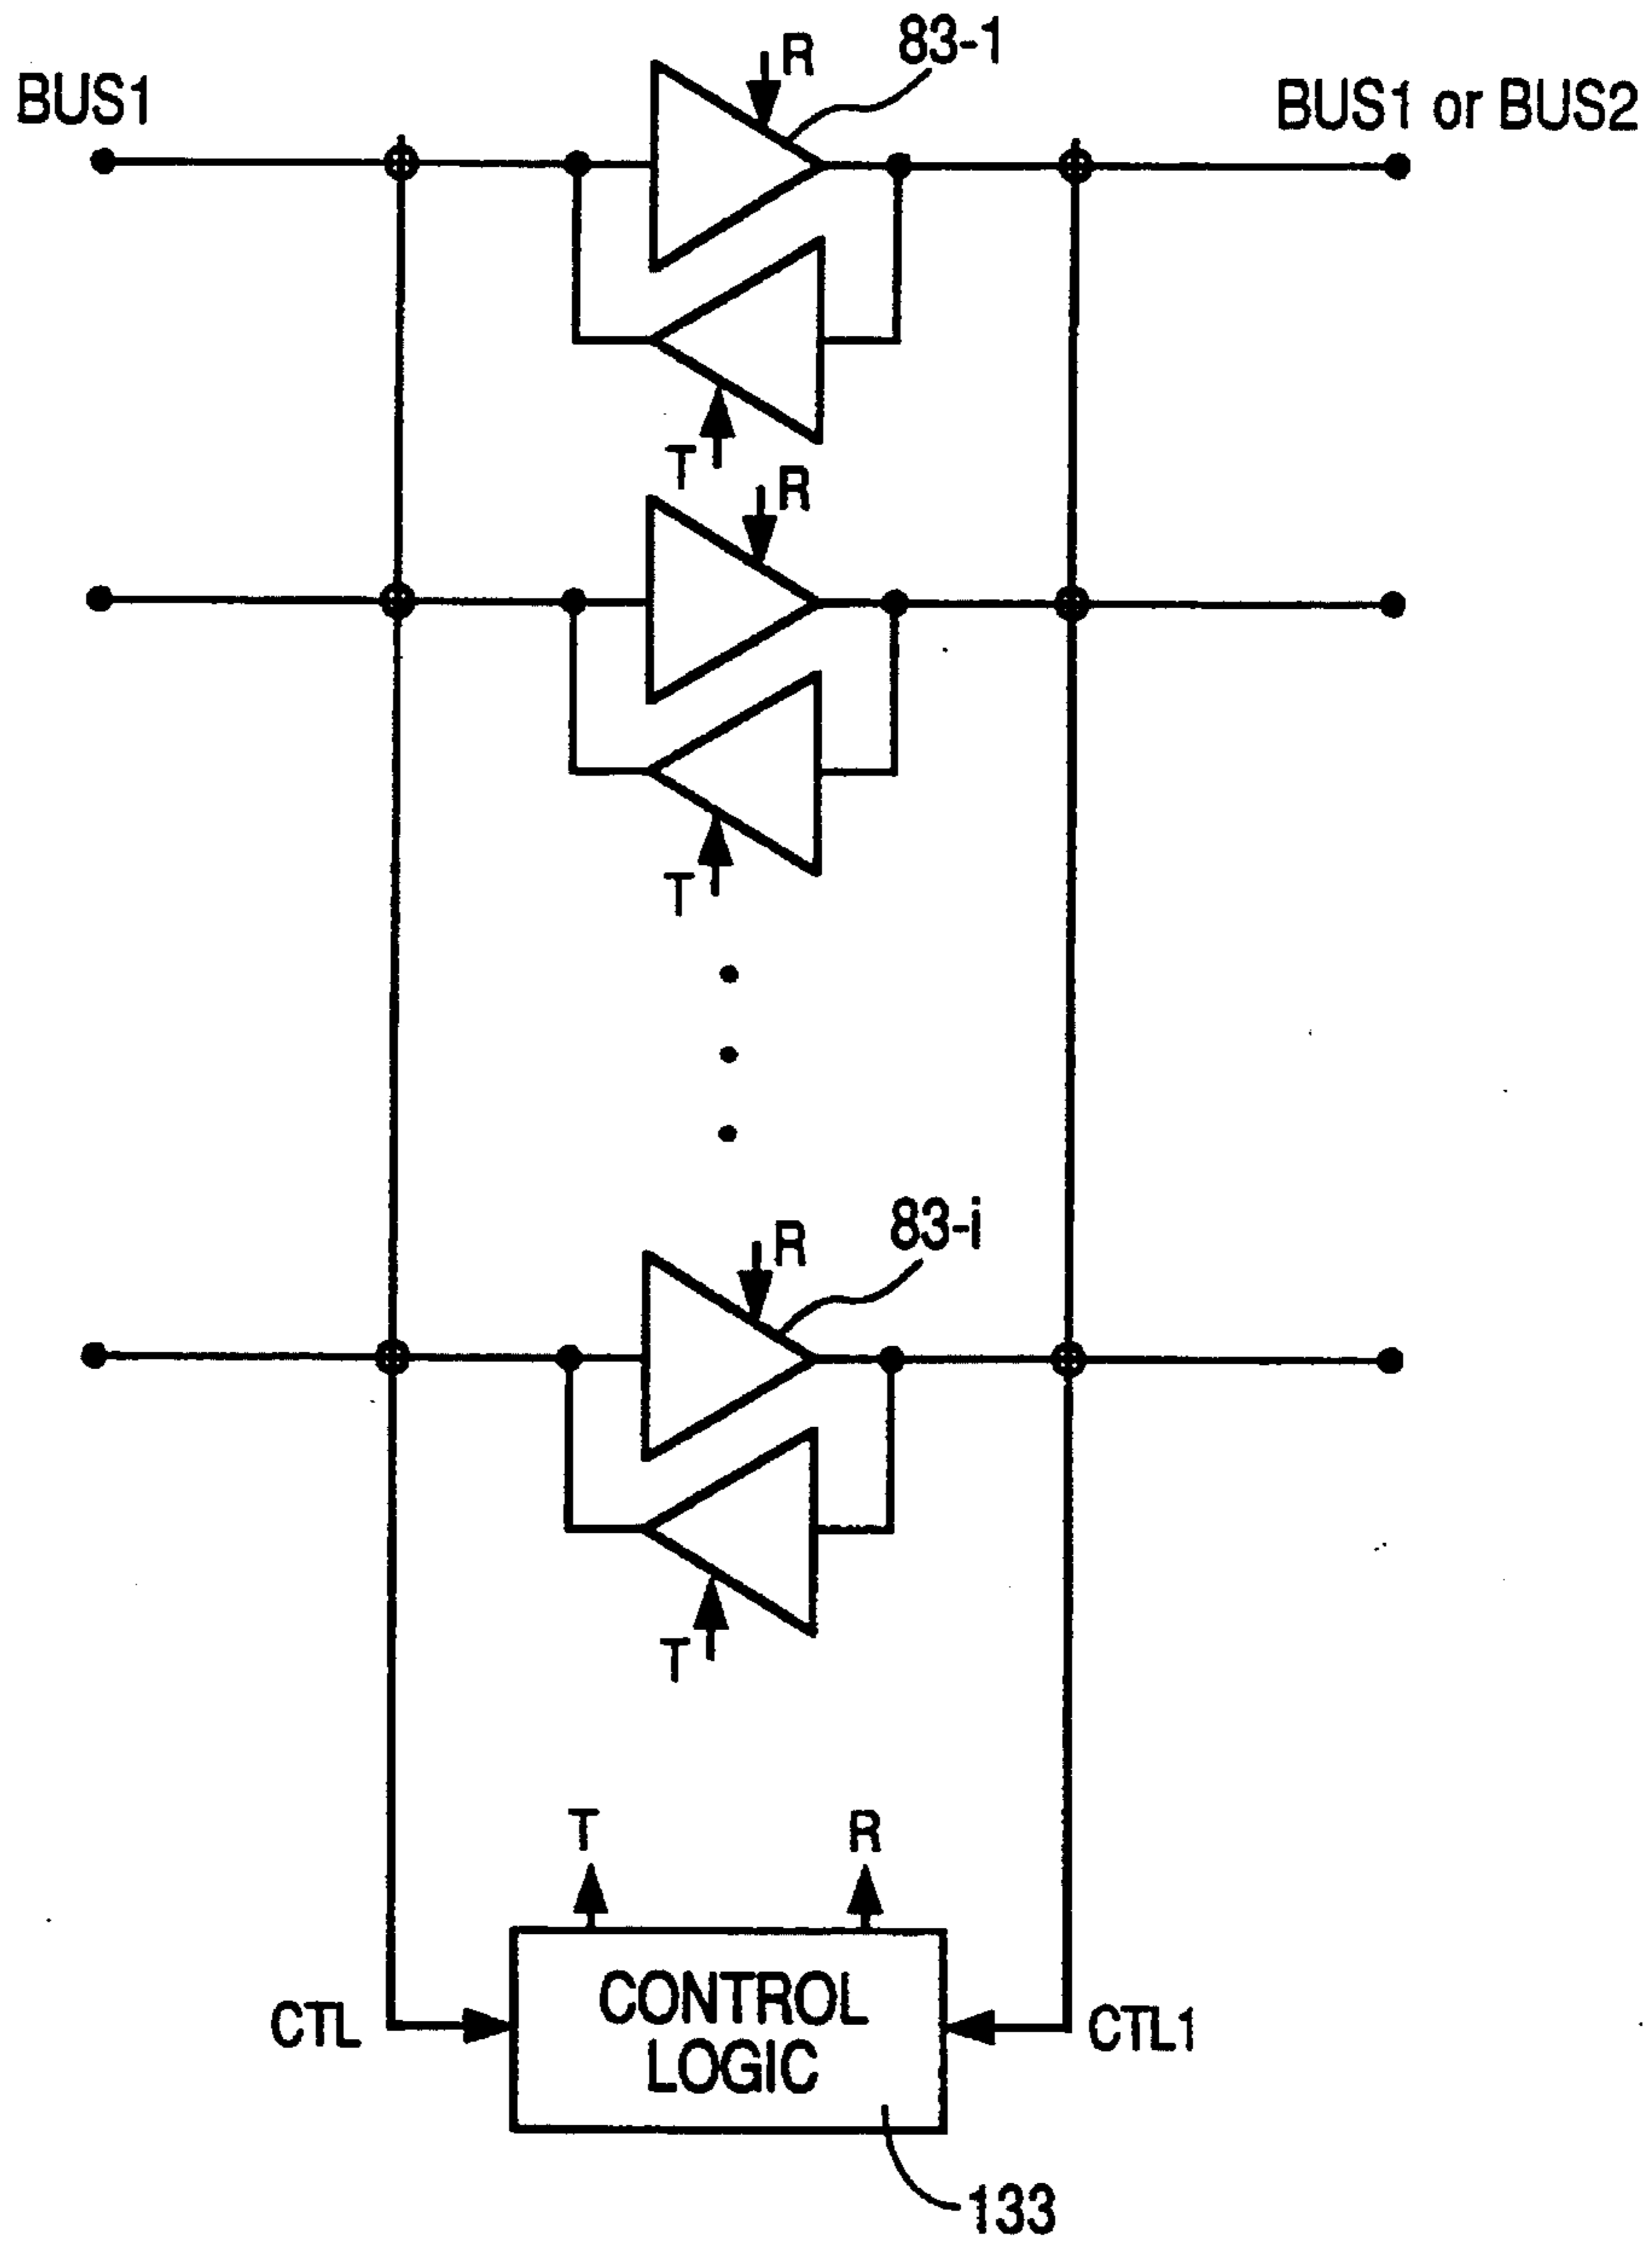 BUS1
R
83-1
BUS1 or BUS2
T
R
T
R
83-i
T
T
R
CTL
CONTROL
LOGIC
CTL1
133